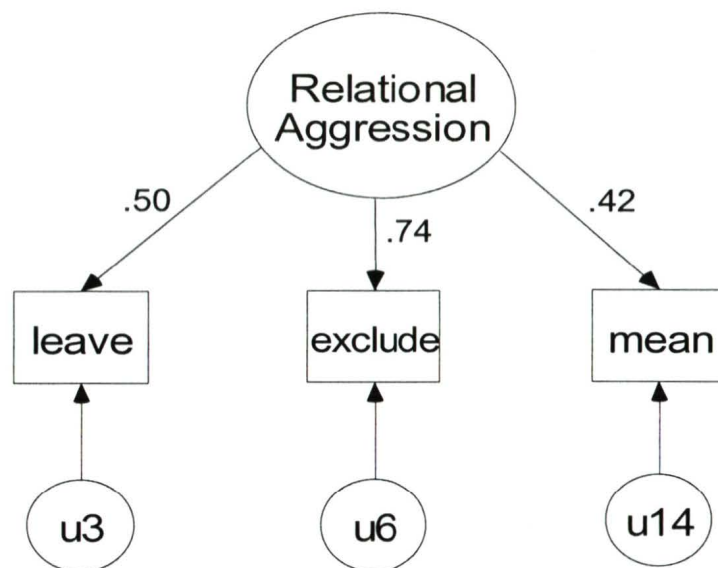 Relational
Aggression
.50
.74
.42
leave
exclude
mean
u3
u6
u14